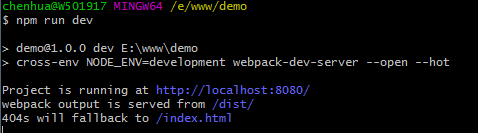 chenhua@W501917 MINGW64 /e/www/demo
$ npm run dev
> demo@1.0.0 dev E:\www\demo
> cross-env NODE_ENV=development webpack-dev-server --open --hot
Project is running at http://localhost:8080/
webpack output is served from /dist/
404s will fallback to /index.html